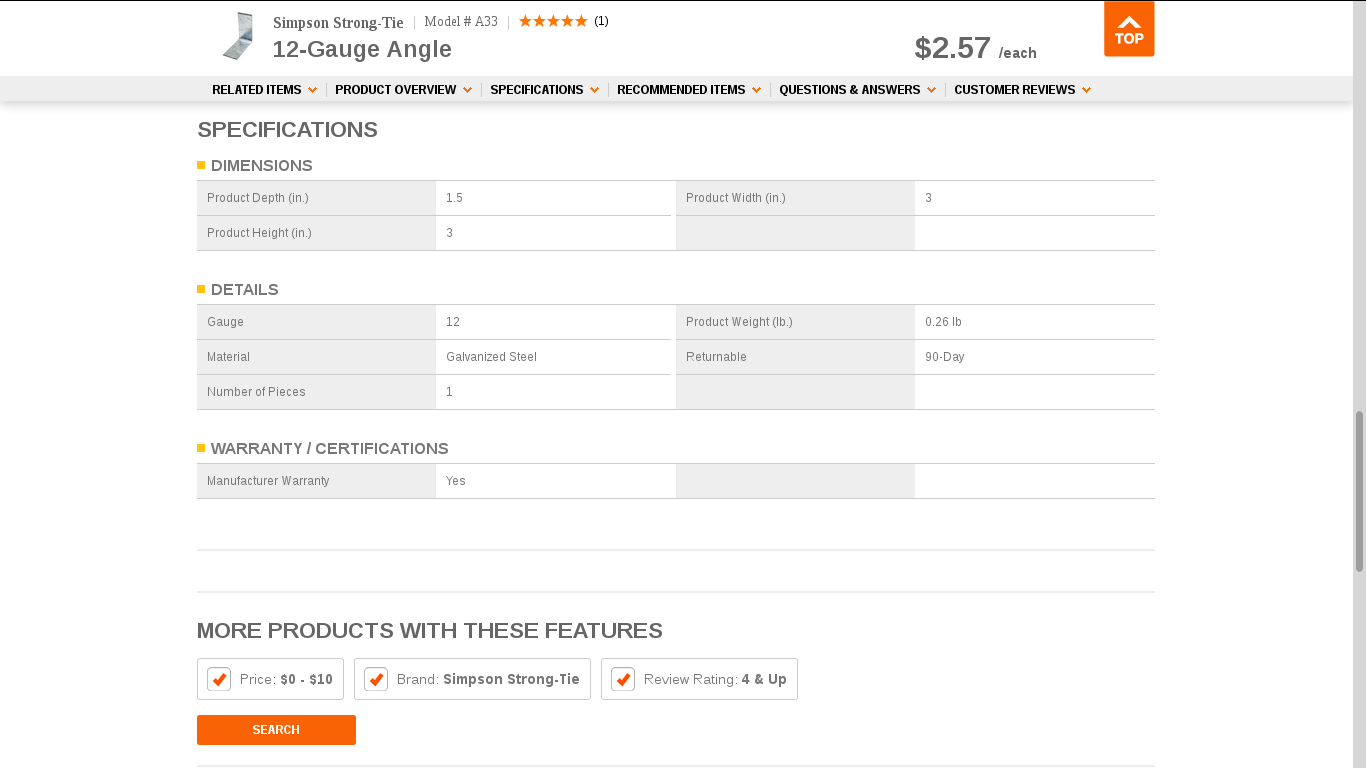 Simpson Strong-Tie Model # A33 (1)
12-Gauge Angle
$2.57 /each
TOP
RELATED ITEMS PRODUCT OVERVIEW SPECIFICATIONS RECOMMENDED ITEMS QUESTIONS & ANSWERS CUSTOMER REVIEWS
SPECIFICATIONS
DIMENSIONS
Product Depth (in.) 1.5 Product Width (in.) 3
Product Height (in.) 3
DETAILS
Gauge 12 Product Weight (lb.) 0.26 lb
Material Galvanized Steel Returnable 90-Day
Number of Pieces 1
WARRANTY / CERTIFICATIONS
Manufacturer Warranty Yes
MORE PRODUCTS WITH THESE FEATURES
Price: $0 - $10 Brand: Simpson Strong-Tie Review Rating: 4 & Up
SEARCH